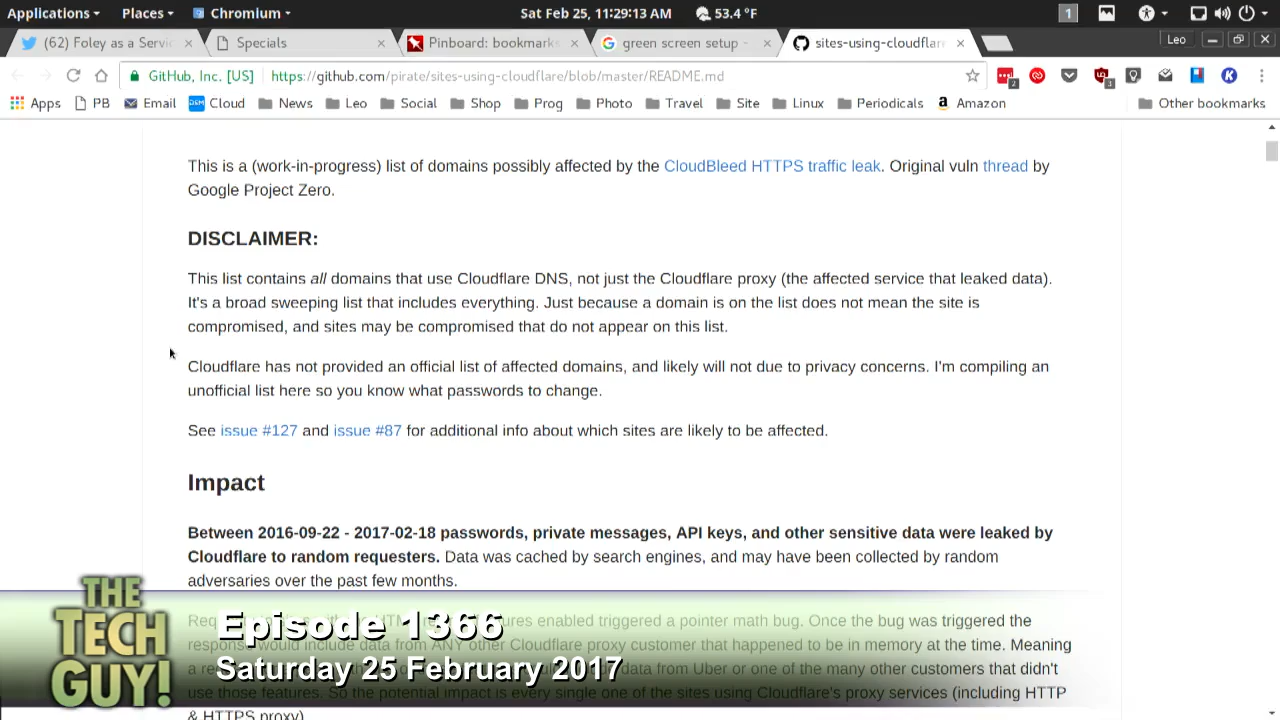 Applications Places Chromium Sat Feb 25, 11:29:13 AM 53.4 °F 1
(62) Foley as a Servic Specials Pinboard: bookmark green screen setup - sites-using-cloudflar Leo
GitHub, Inc. [US] https://github.com/pirate/sites-using-cloudflare/blob/master/README.md
Apps PB Email Cloud News Leo Social Shop Prog Photo Travel Site Linux Periodicals Amazon Other bookmarks
This is a (work-in-progress) list of domains possibly affected by the CloudBleed HTTPS traffic leak. Original vuln thread by
Google Project Zero.
DISCLAIMER:
This list contains all domains that use Cloudflare DNS, not just the Cloudflare proxy (the affected service that leaked data).
It's a broad sweeping list that includes everything. Just because a domain is on the list does not mean the site is
compromised, and sites may be compromised that do not appear on this list.
Cloudflare has not provided an official list of affected domains, and likely will not due to privacy concerns. I'm compiling an
unofficial list here so you know what passwords to change.
See issue #127 and issue #87 for additional info about which sites are likely to be affected.
Impact
Between 2016-09-22 - 2017-02-18 passwords, private messages, API keys, and other sensitive data were leaked by
Cloudflare to random requesters. Data was cached by search engines, and may have been collected by random
adversaries over the past few months.
enabled triggered a pointer math bug. Once the bug was triggered the
would include data from ANY other Cloudflare proxy customer that happened to be in memory at the time. Meaning
data from Uber or one of the many other customers that didn't
use those features. So the potential impact is every single one of the sites using Cloudflare's proxy services (including HTTP
& HTTPS proxy)
THE
TECH
GUY!
Episode 1366
Saturday 25 February 2017